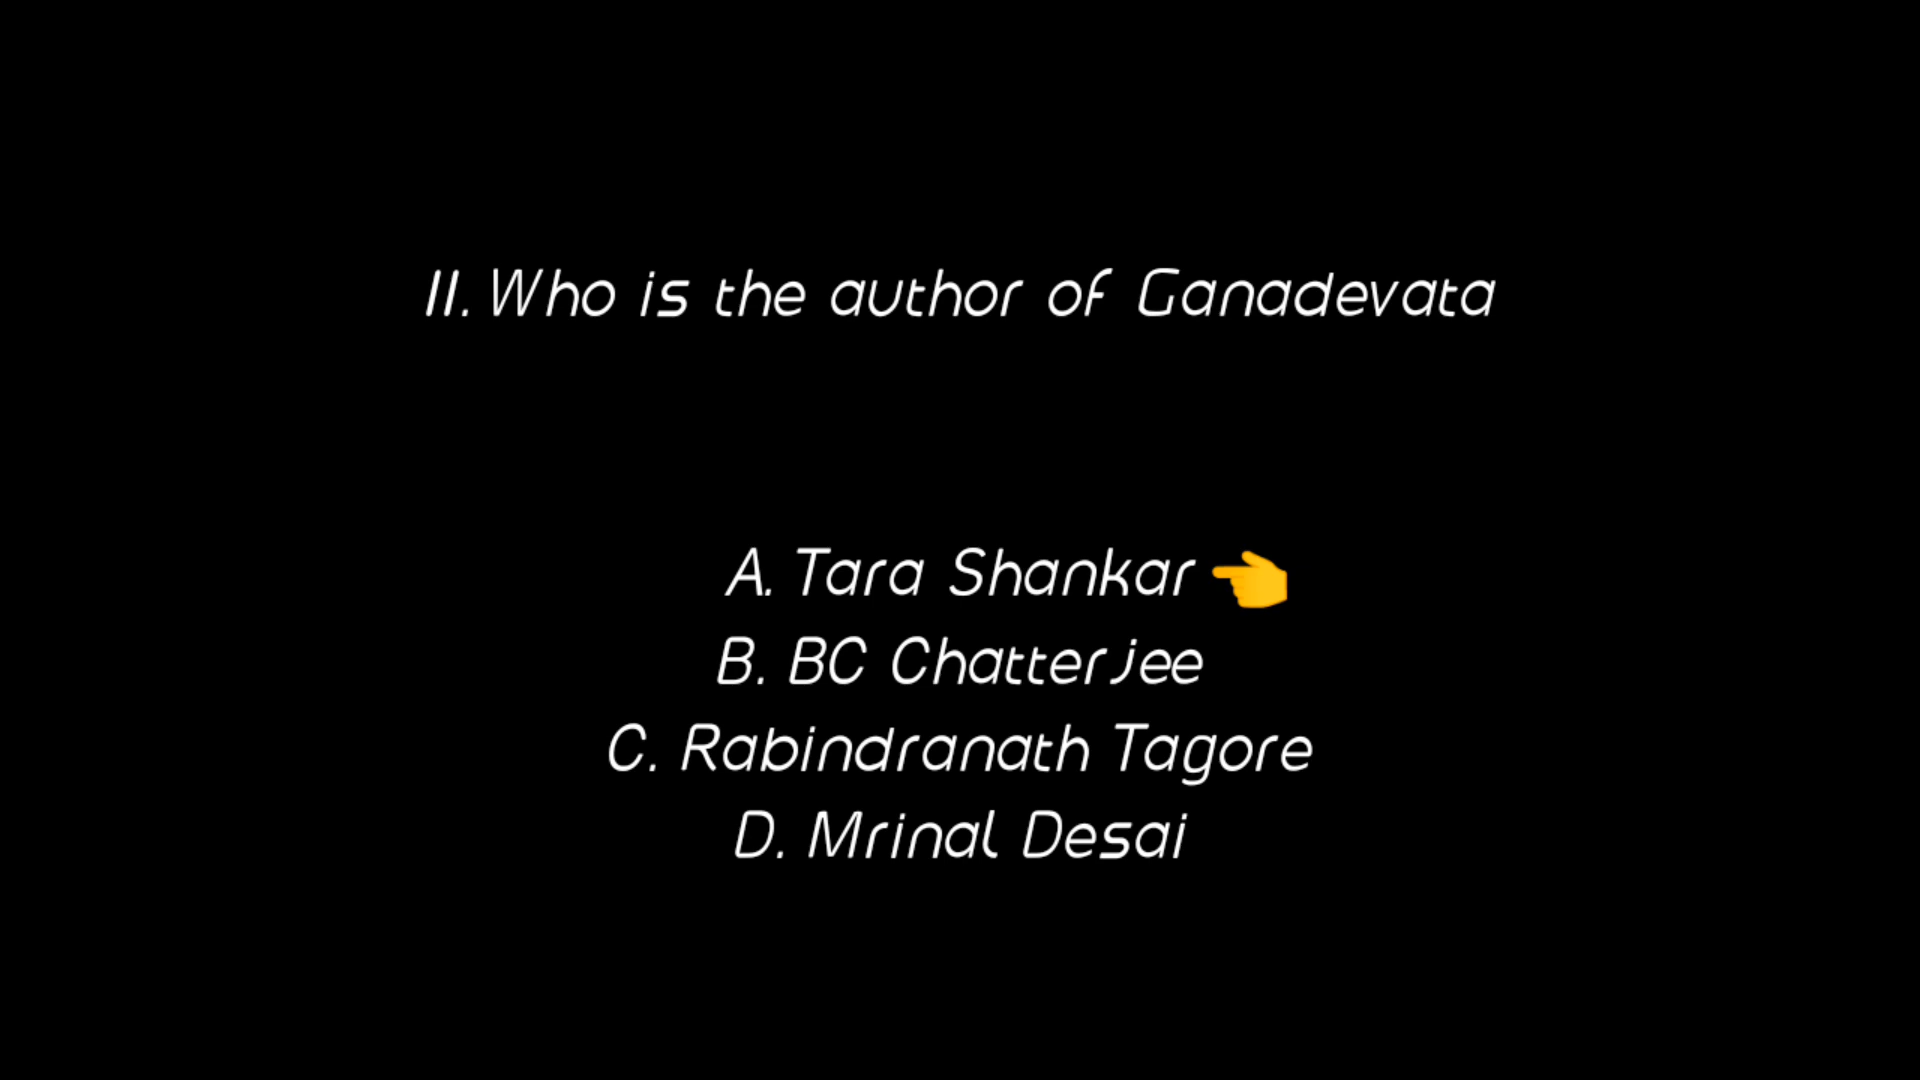 11. Who is the author of Ganadevata
A. Tara Shankar 👈
B. BC Chatterjee
C. Rabindranath Tagore
D. Mrinal Desai